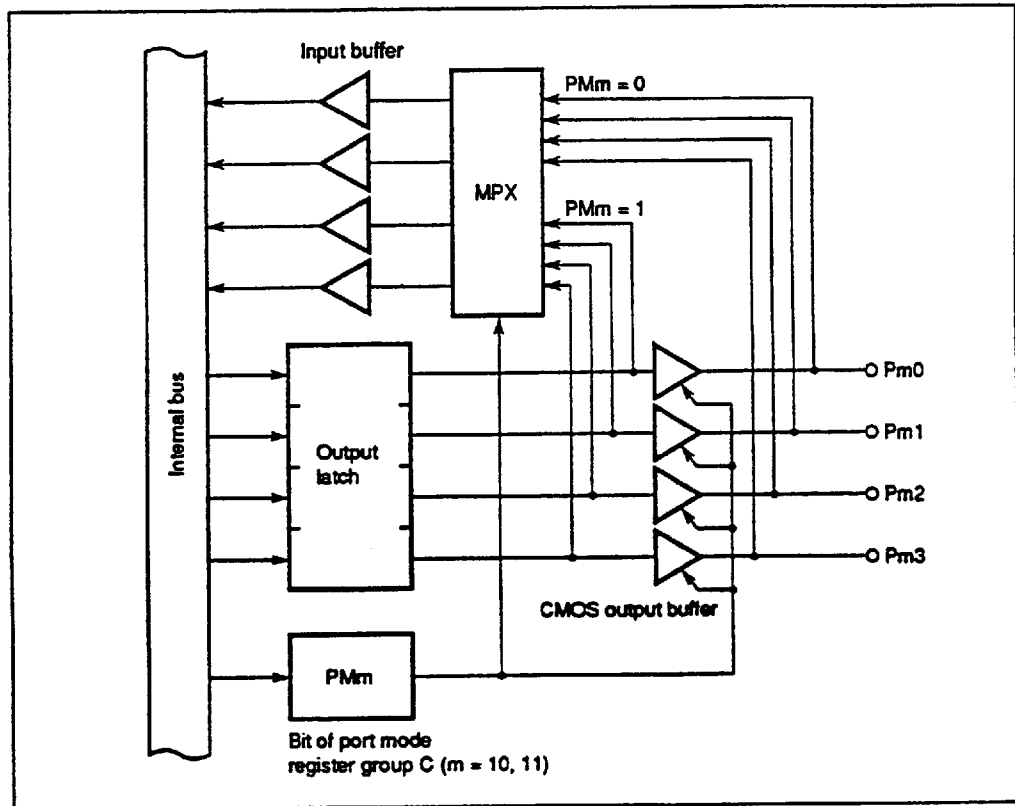 Input buffer
PMm = 0
MPX
PMm = 1
Internal bus
Output
latch
Pm0
Pm1
Pm2
Pm3
CMOS output buffer
PMm
Bit of port mode
register group C (m = 10, 11)